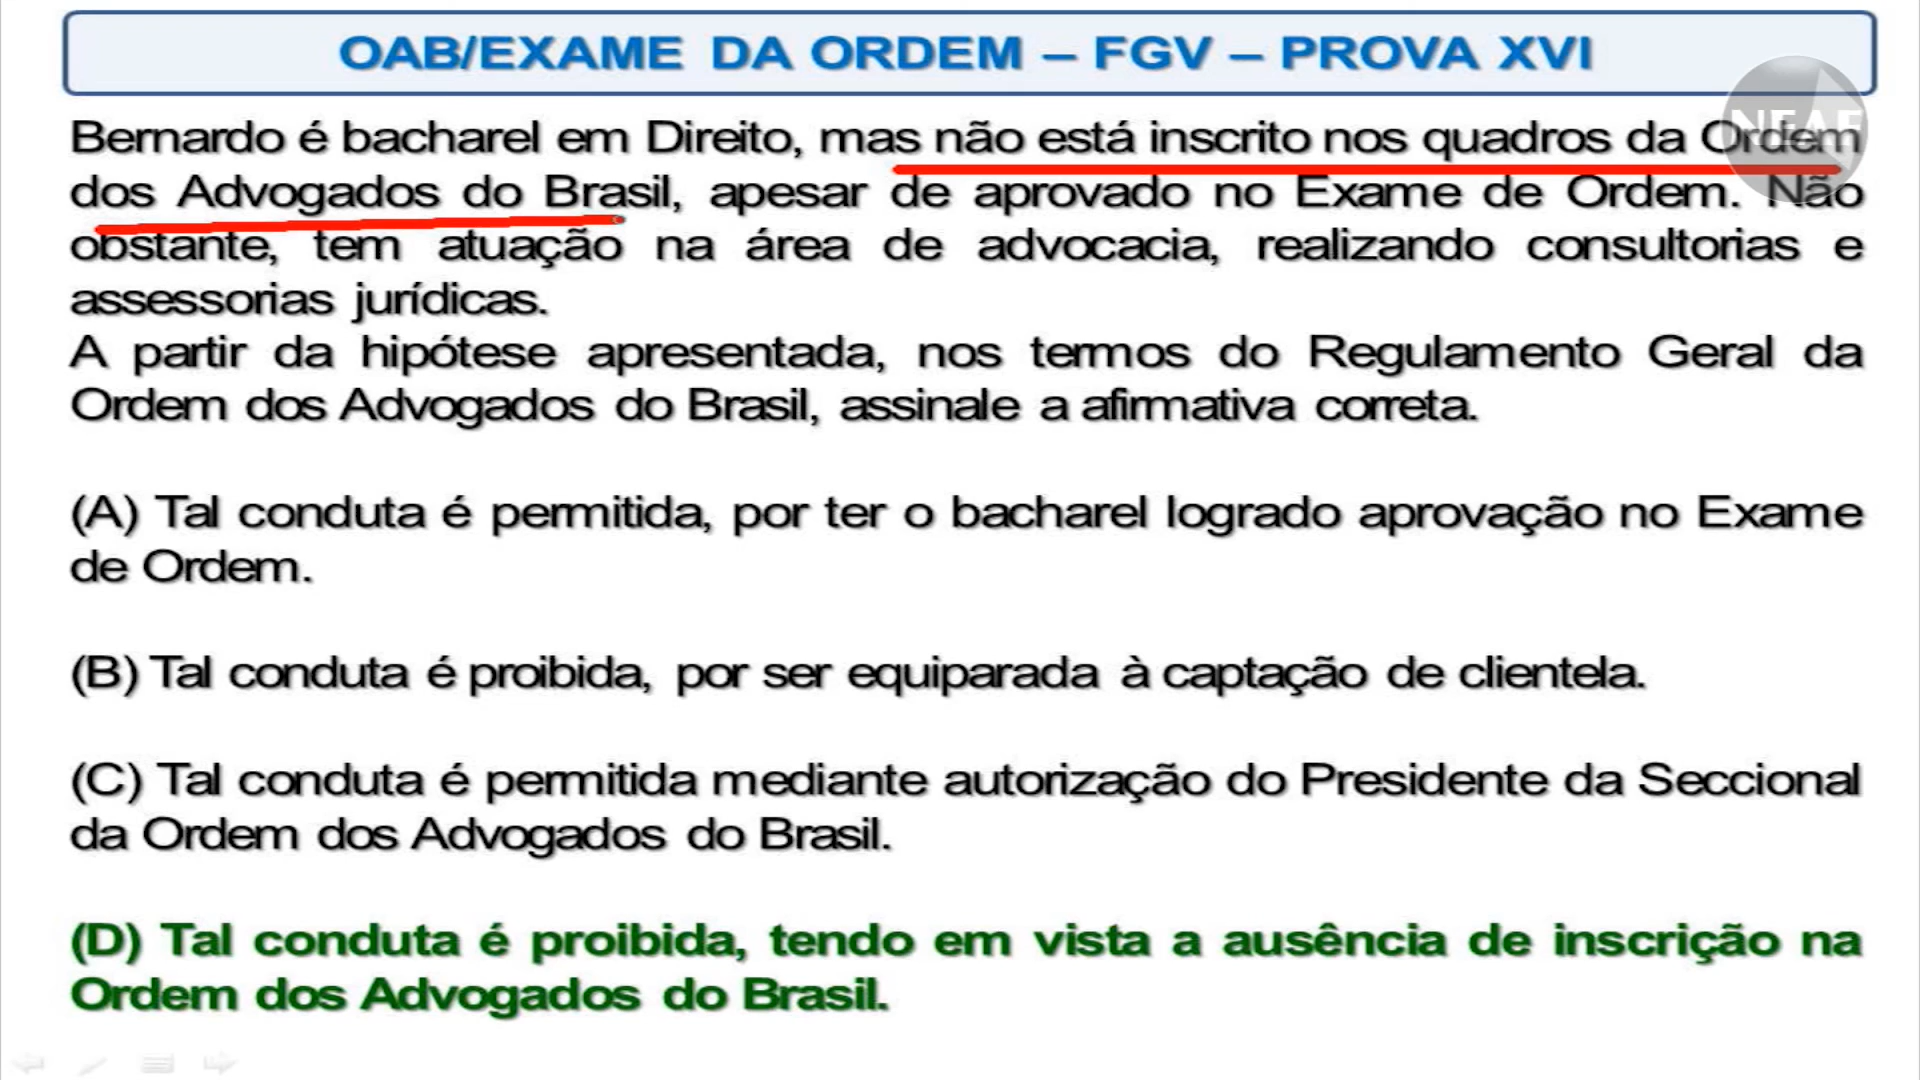 OAB/EXAME DA ORDEM – FGV – PROVA XVI
NEAF
Bernardo é bacharel em Direito, mas não está inscrito nos quadros da Ordem
dos Advogados do Brasil, apesar de aprovado no Exame de Ordem. Não
obstante, tem atuação na área de advocacia, realizando consultorias e
assessorias jurídicas.
A partir da hipótese apresentada, nos termos do Regulamento Geral da
Ordem dos Advogados do Brasil, assinale a afirmativa correta.
(A) Tal conduta é permitida, por ter o bacharel logrado aprovação no Exame
de Ordem.
(B) Tal conduta é proibida, por ser equiparada à captação de clientela.
(C) Tal conduta é permitida mediante autorização do Presidente da Seccional
da Ordem dos Advogados do Brasil.
(D) Tal conduta é proibida, tendo em vista a ausência de inscrição na
Ordem dos Advogados do Brasil.